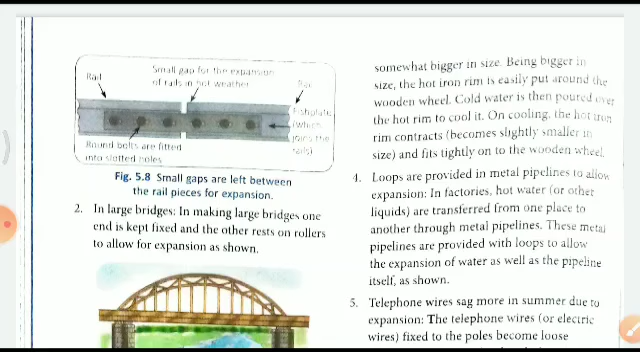 Small gap for the expansion
of rails in hot weather
Rail
Rail
Fishplate
(which
joins the
rails)
Round bolts are fitted
into slotted holes
Fig. 5.8 Small gaps are left between
the rail pieces for expansion.
2. In large bridges: In making large bridges one
end is kept fixed and the other rests on rollers
to allow for expansion as shown.
somewhat bigger in size. Being bigger in
size, the hot iron rim is easily put around the
wooden wheel. Cold water is then poured over
the hot rim to cool it. On cooling, the hot iron
rim contracts (becomes slightly smaller in
size) and fits tightly on to the wooden wheel.
4. Loops are provided in metal pipelines to allow
expansion: In factories, hot water (or other
liquids) are transferred from one place to
another through metal pipelines. These metal
pipelines are provided with loops to allow
the expansion of water as well as the pipeline
itself, as shown.
5. Telephone wires sag more in summer due to
expansion: The telephone wires (or electric
wires) fixed to the poles become loose